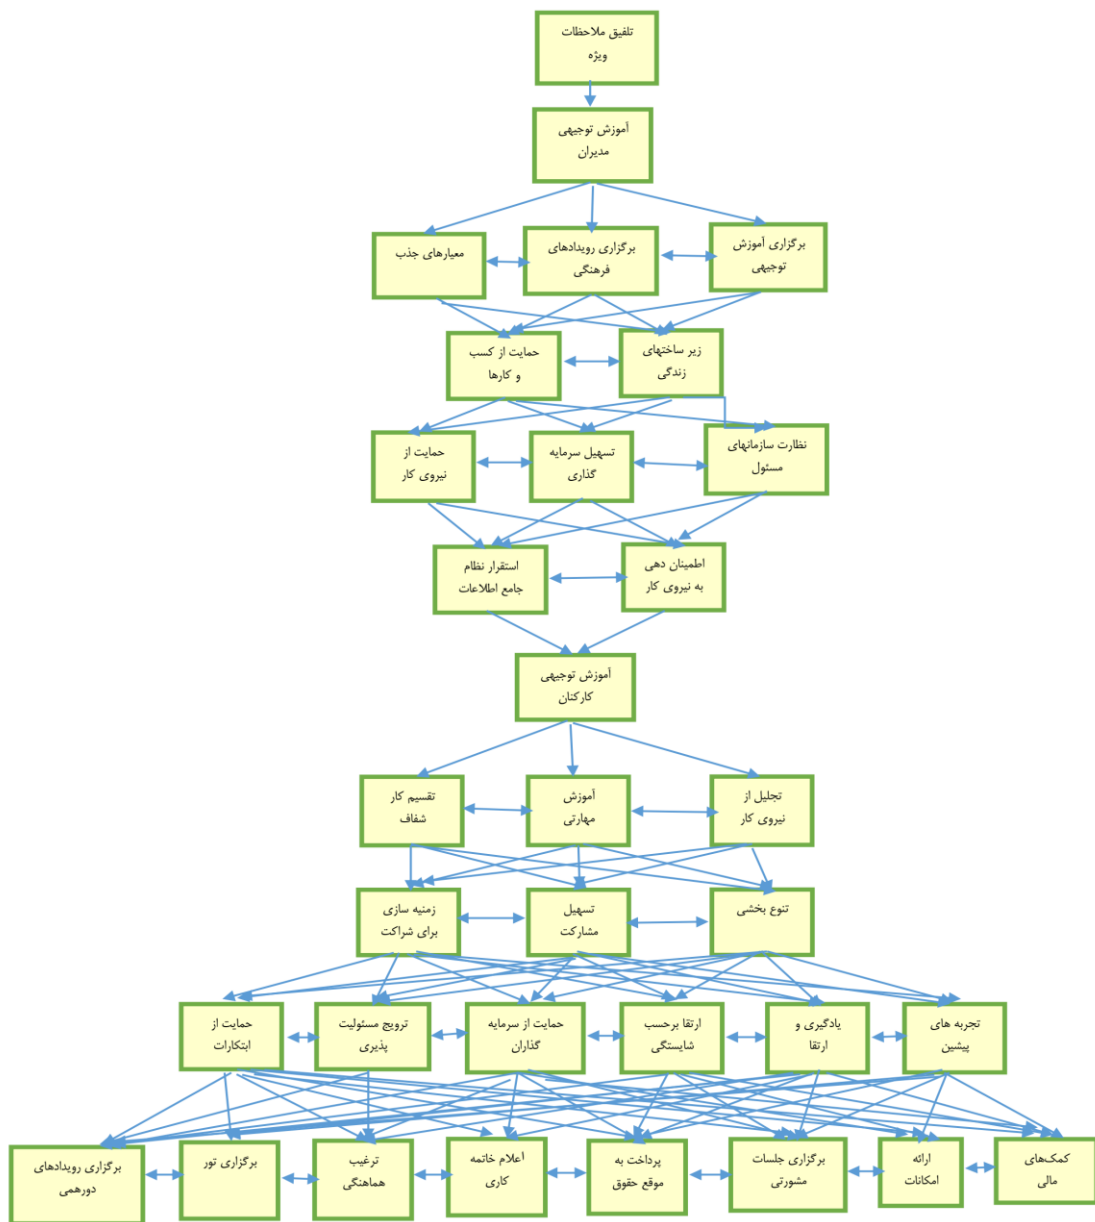 تلفیق ملاحظات
ویژه
آموزش توجیهی
مدیران
برگزاری آموزش
توجیهی
برگزاری رویدادهای
فرهنگی
معیارهای جذب
زیر ساختهای
زندگی
حمایت از کسب
و کارها
نظارت سازمانهای
مسئول
تسهیل سرمایه
گذاری
حمایت از
نیروی کار
اطمینان دهی
به نیروی کار
استقرار نظام
جامع اطلاعات
آموزش توجیهی
کارکنان
تجلیل از
نیروی کار
آموزش
مهارتی
تقسیم کار
شفاف
تنوع بخشی
تسهیل
مشارکت
زمنیه سازی
برای شراکت
تجربه های
پیشین
یادگیری و
ارتقا
ارتقا برحسب
شایستگی
حمایت از سرمایه
گذاران
ترویج مسئولیت
پذیری
حمایت از
ابتکارات
کمک‌های
مالی
ارائه
امکانات
برگزاری جلسات
مشورتی
پرداخت به
موقع حقوق
أعلام خاتمه
کاری
ترغیب
هماهنگی
برگزاری تور
برگزاری رویدادهای
دورهمی